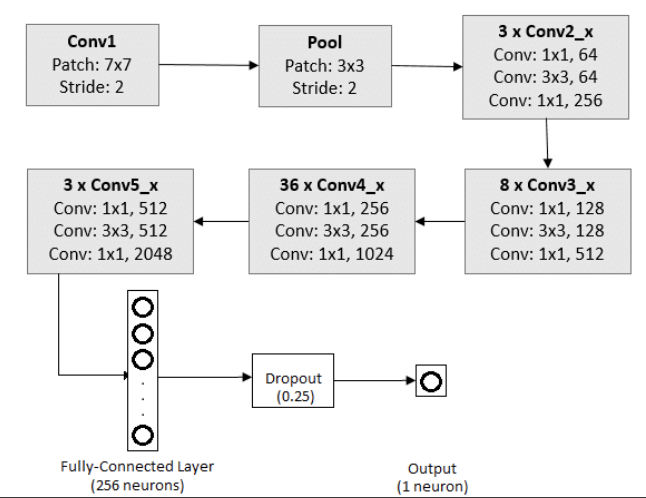 Conv1
Patch: 7x7
Stride: 2
Pool
Patch: 3x3
Stride: 2
3 x Conv2_x
Conv: 1x1, 64
Conv: 3x3, 64
Conv: 1x1, 256
8 x Conv3_x
Conv: 1x1, 128
Conv: 3x3, 128
Conv: 1x1, 512
36 x Conv4_x
Conv: 1x1, 256
Conv: 3x3, 256
Conv: 1x1, 1024
3 x Conv5_x
Conv: 1x1, 512
Conv: 3x3, 512
Conv: 1x1, 2048
Fully-Connected Layer
(256 neurons)
Dropout
(0.25)
Output
(1 neuron)